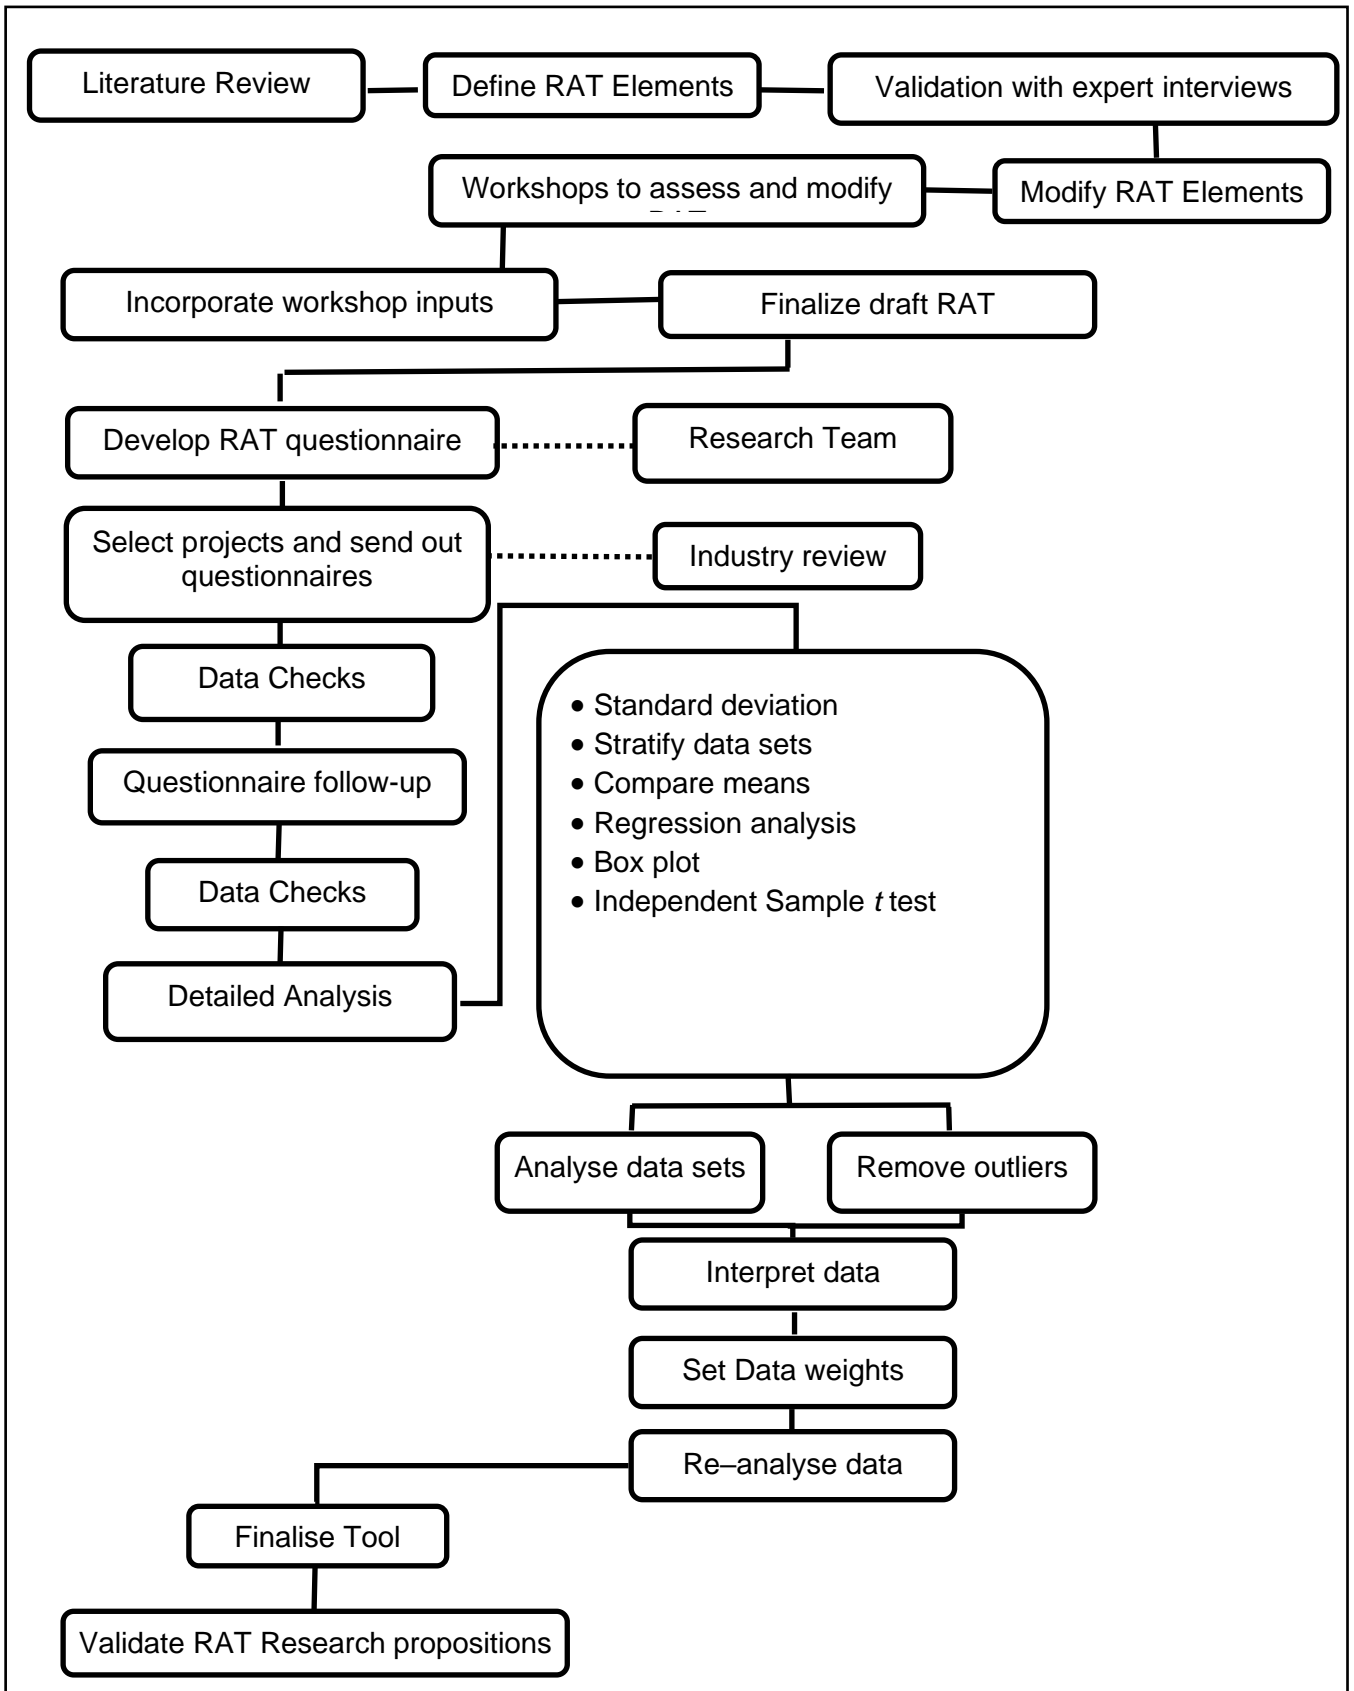 Literature Review
Define RAT Elements
Validation with expert interviews
Workshops to assess and modify
Modify RAT Elements
Incorporate workshop inputs
Finalize draft RAT
Develop RAT questionnaire
Research Team
Select projects and send out
questionnaires
Industry review
Data Checks
Questionnaire follow-up
Data Checks
Detailed Analysis
• Standard deviation
• Stratify data sets
• Compare means
• Regression analysis
• Box plot
• Independent Sample t test
Analyse data sets
Remove outliers
Interpret data
Set Data weights
Re–analyse data
Finalise Tool
Validate RAT Research propositions